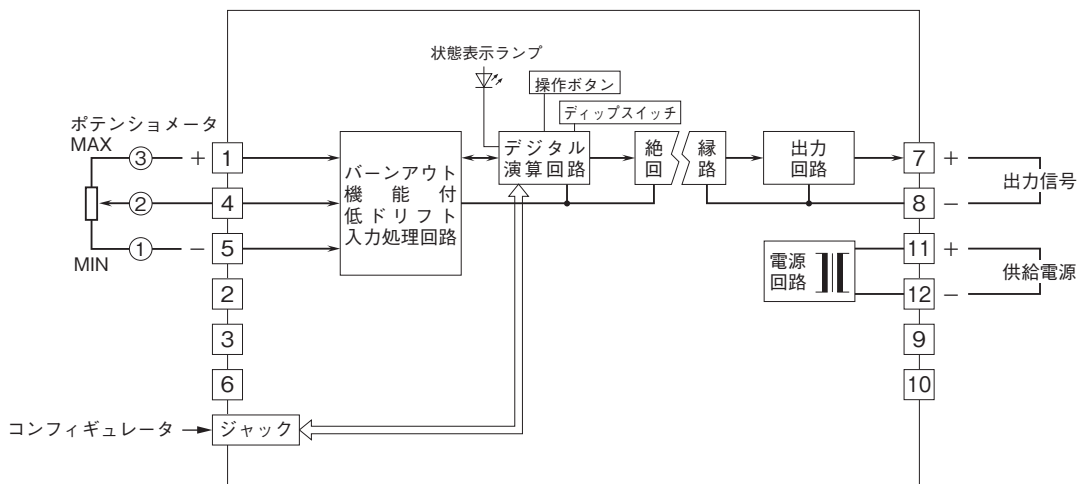 状態表示ランプ
操作ボタン
ディップスイッチ
ポテンショメータ
MAX
③ + 1
② 4
① - 5
MIN
2
3
6
バーンアウト
機能付
低ドリフト
入力処理回路
デジタル
演算回路
絶縁
回路
出力
回路
7 +
8 -
出力信号
電源
回路
11 +
12 -
供給電源
9
10
コンフィギュレータ
ジャック